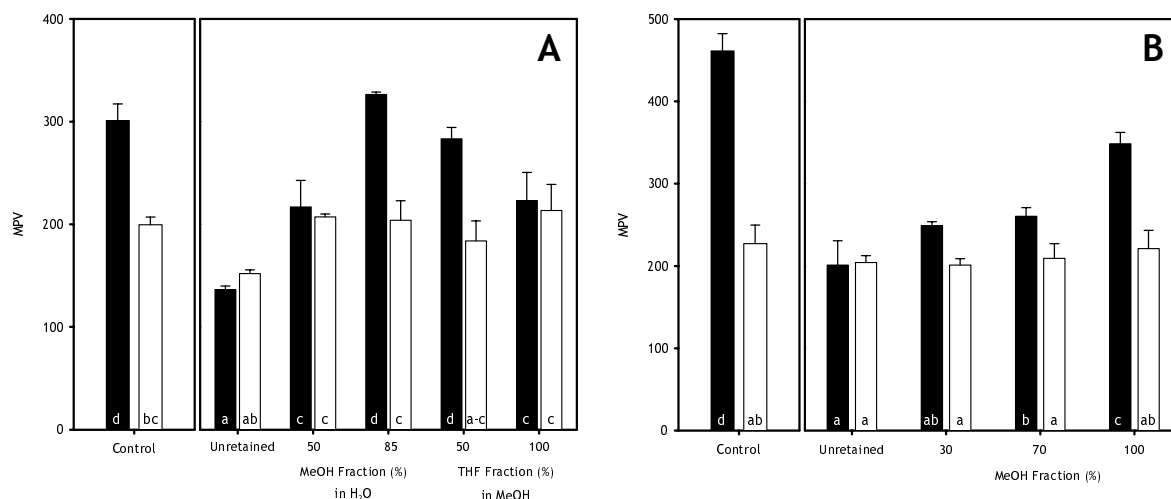 A
400
300
200
100
0
MPV
d bc a ab c c d c d a-c c c
Control Unretained 50 85 50 100
MeOH Fraction (%) THF Fraction (%)
in H₂O in MeOH
B
500
400
300
200
100
0
MPV
d ab a a ab a b a c ab
Control Unretained 30 70 100
MeOH Fraction (%)